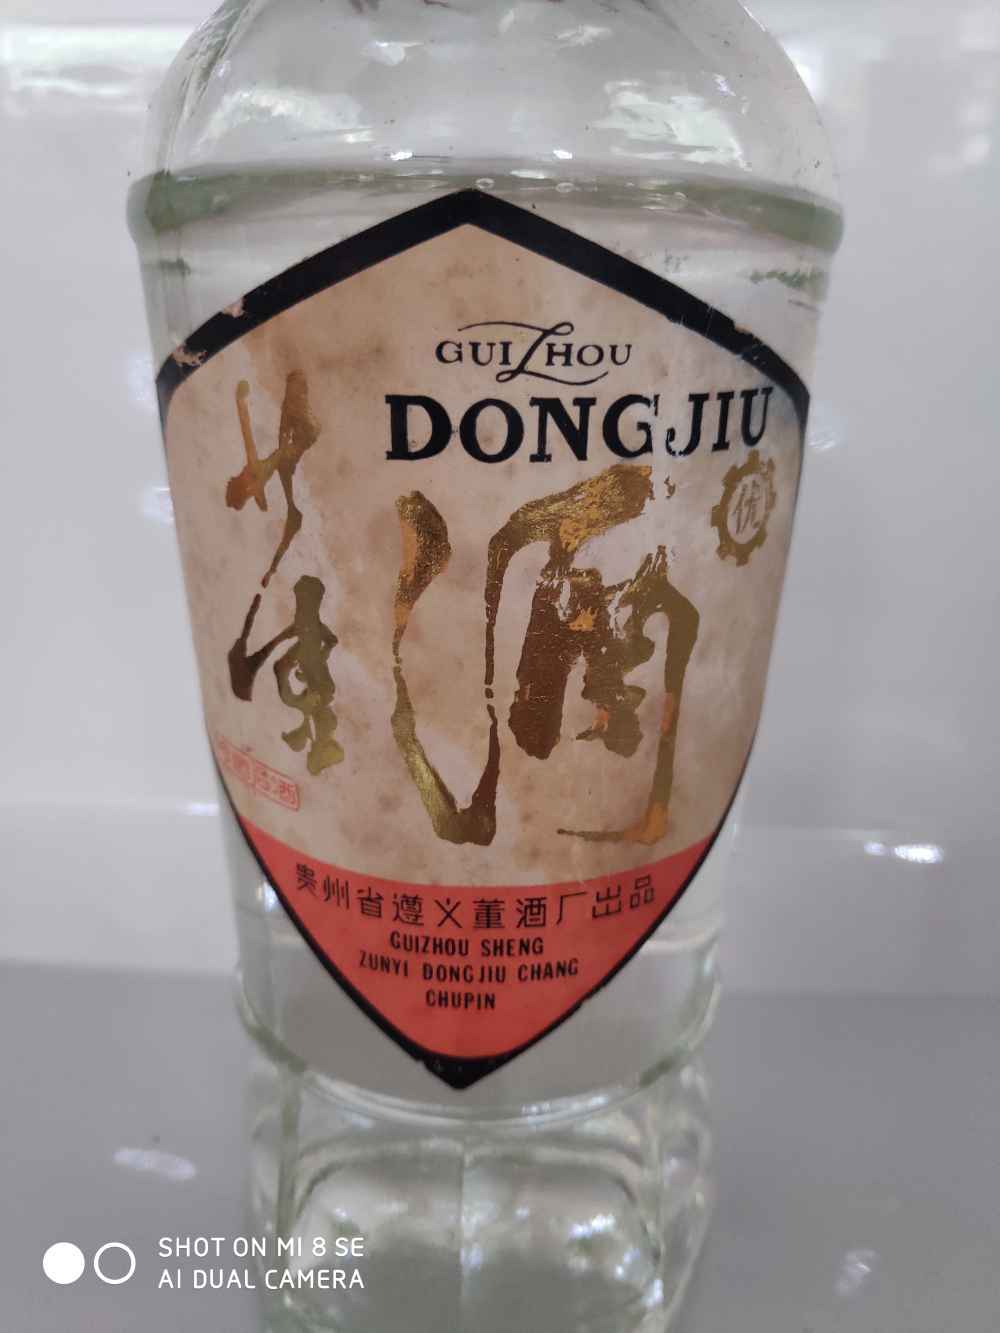 GUIZHOU
DONGJIU
优
董酒
贵州省遵义董酒厂出品
GUIZHOU SHENG
ZUNYI DONGJIU CHANG
CHUPIN
SHOT ON MI 8 SE
AI DUAL CAMERA